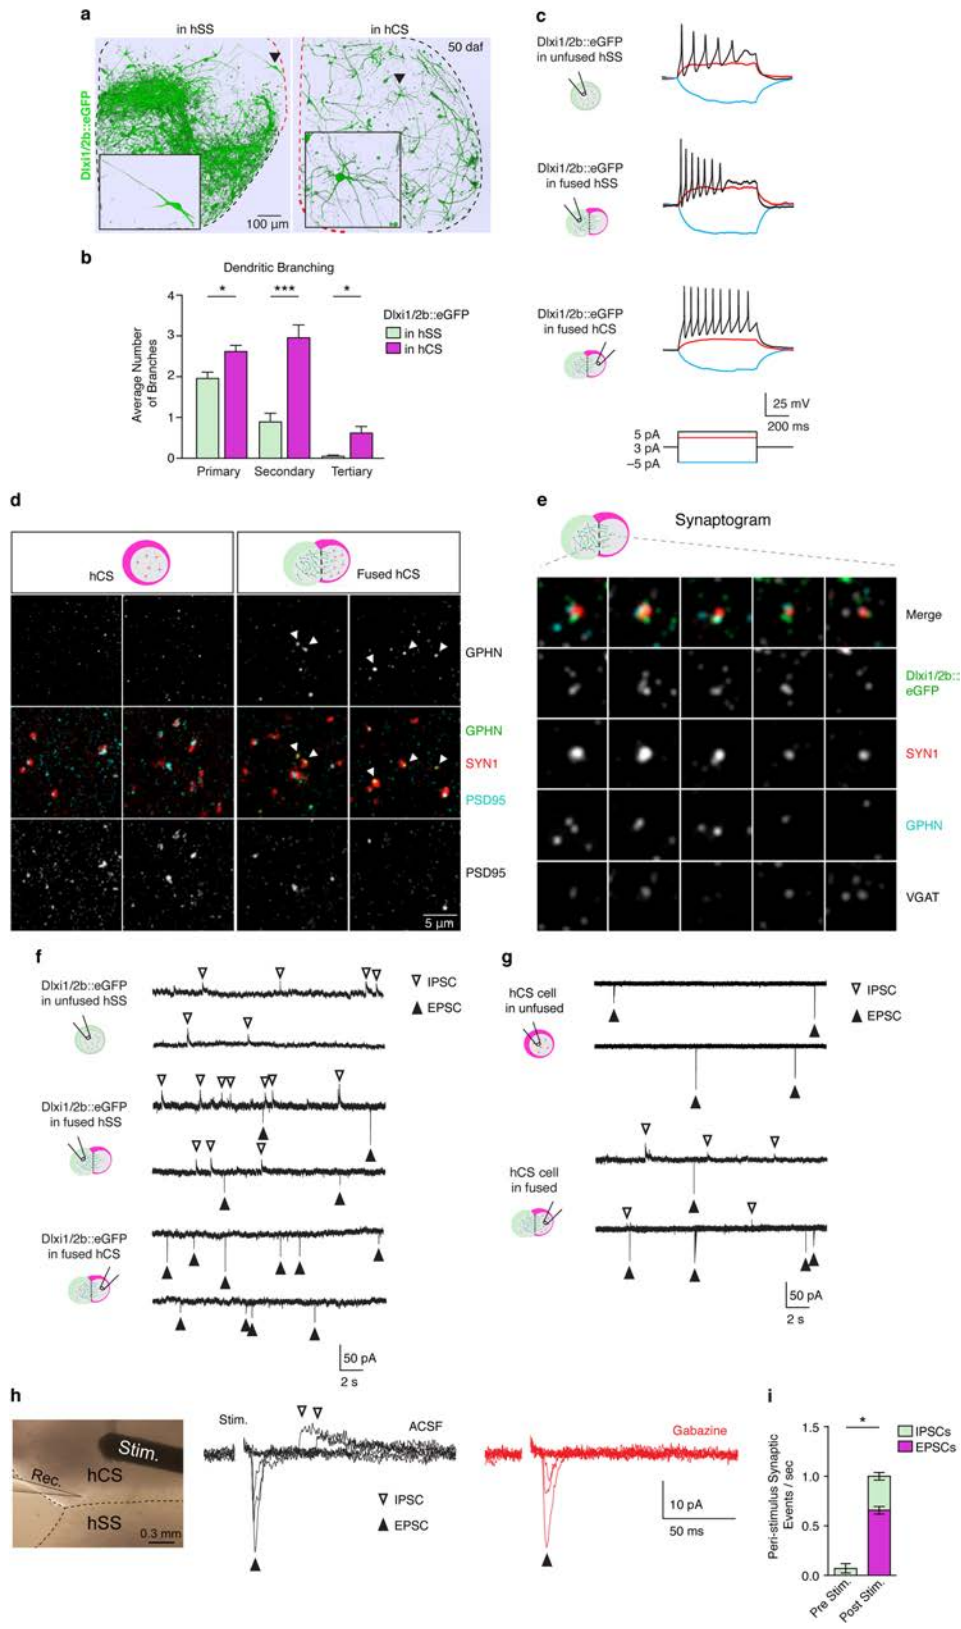 a
in hSS
in hCS
50 daf
Dlxi1/2b::eGFP
100 µm
b
Dendritic Branching
* *** *
4
3
2
1
0
Average Number
of Branches
Dlxi1/2b::eGFP
in hSS
in hCS
Primary Secondary Tertiary
c
Dlxi1/2b::eGFP
in unfused hSS
Dlxi1/2b::eGFP
in fused hSS
Dlxi1/2b::eGFP
in fused hCS
25 mV
200 ms
5 pA
3 pA
–5 pA
d
hCS
Fused hCS
GPHN
GPHN
SYN1
PSD95
PSD95
5 µm
e
Synaptogram
Merge
Dlxi1/2b::
eGFP
SYN1
GPHN
VGAT
f
Dlxi1/2b::eGFP
in unfused hSS
IPSC
EPSC
Dlxi1/2b::eGFP
in fused hSS
Dlxi1/2b::eGFP
in fused hCS
50 pA
2 s
g
hCS cell
in unfused
IPSC
EPSC
hCS cell
in fused
50 pA
2 s
h
Stim.
Rec.
hCS
hSS
0.3 mm
Stim.
ACSF
IPSC
EPSC
Gabazine
10 pA
50 ms
i
*
IPSCs
EPSCs
1.5
1.0
0.5
0.0
Peri-stimulus Synaptic
Events / sec
Pre Stim.
Post Stim.